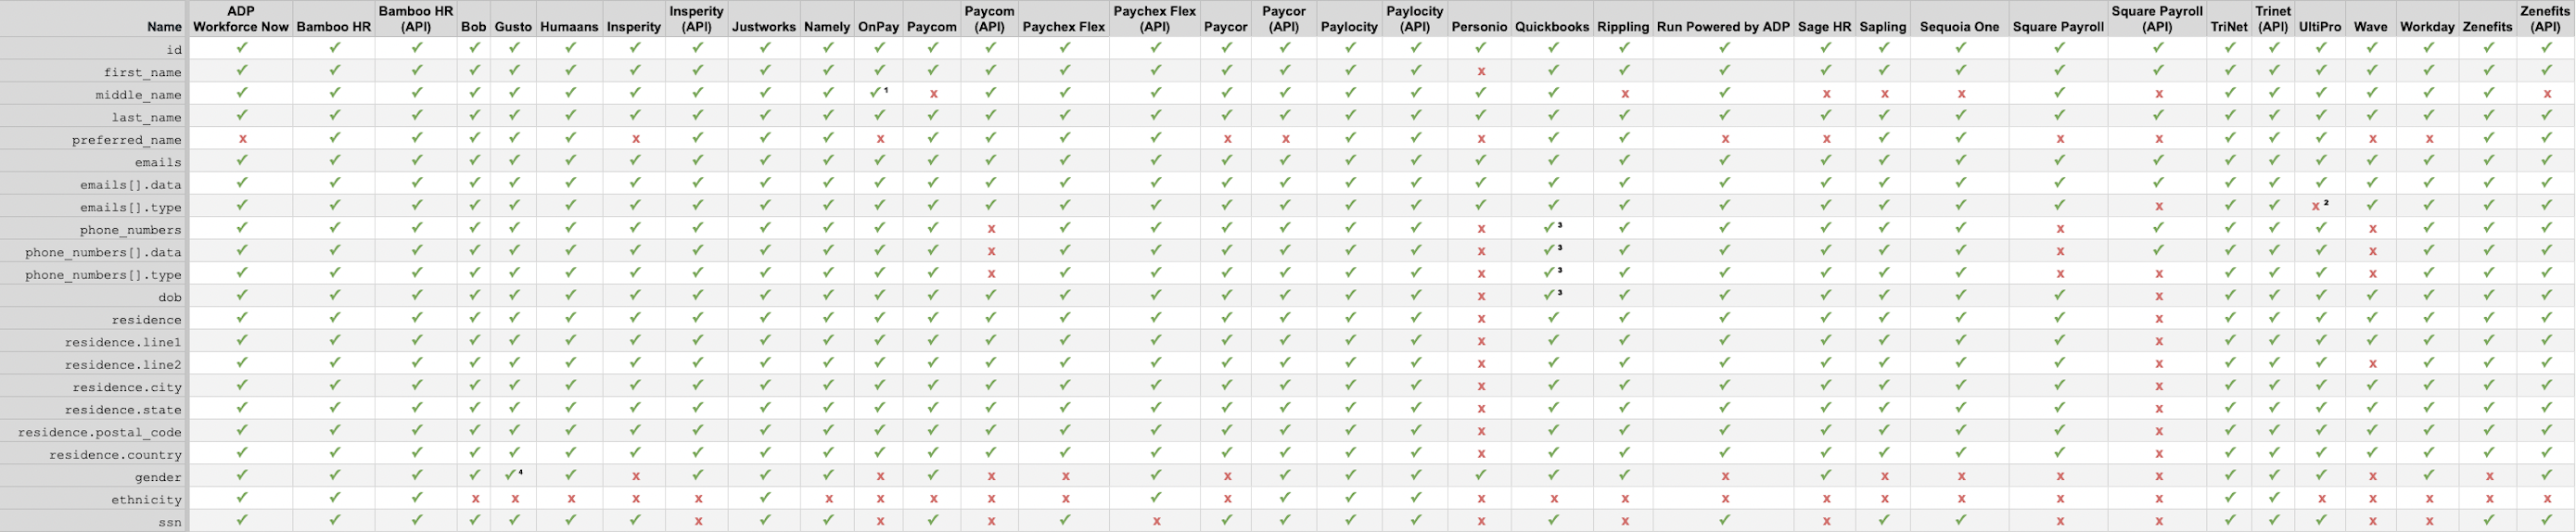 ADP Bamboo HR Insperity Paycom Paychex Flex Paycor Paylocity Square Payroll Trinet Zenefits
Name Workforce Now Bamboo HR (API) Bob Gusto Humaans Insperity (API) Justworks Namely OnPay Paycom (API) Paychex Flex (API) Paycor (API) Paylocity (API) Personio Quickbooks Rippling Run Powered by ADP Sage HR Sapling Sequoia One Square Payroll (API) TriNet (API) UltiPro Wave Workday Zenefits (API)
id ✓ ✓ ✓ ✓ ✓ ✓ ✓ ✓ ✓ ✓ ✓ ✓ ✓ ✓ ✓ ✓ ✓ ✓ ✓ ✓ ✓ ✓ ✓ ✓ ✓ ✓ ✓ ✓ ✓ ✓ ✓ ✓ ✓ ✓ ✓
first_name ✓ ✓ ✓ ✓ ✓ ✓ ✓ ✓ ✓ ✓ ✓ ✓ ✓ ✓ ✓ ✓ ✓ ✓ ✓ x ✓ ✓ ✓ ✓ ✓ ✓ ✓ ✓ ✓ ✓ ✓ ✓ ✓ ✓ ✓
middle_name ✓ ✓ ✓ ✓ ✓ ✓ ✓ ✓ ✓ ✓ ✓¹ x ✓ ✓ ✓ ✓ ✓ ✓ ✓ ✓ ✓ x ✓ x x x ✓ x ✓ ✓ ✓ ✓ ✓ ✓ x
last_name ✓ ✓ ✓ ✓ ✓ ✓ ✓ ✓ ✓ ✓ ✓ ✓ ✓ ✓ ✓ ✓ ✓ ✓ ✓ ✓ ✓ ✓ ✓ ✓ ✓ ✓ ✓ ✓ ✓ ✓ ✓ ✓ ✓ ✓ ✓
preferred_name x ✓ ✓ ✓ ✓ ✓ x ✓ ✓ ✓ x ✓ ✓ ✓ ✓ x x ✓ ✓ x ✓ ✓ x x ✓ ✓ x x ✓ ✓ ✓ x x ✓ ✓
emails ✓ ✓ ✓ ✓ ✓ ✓ ✓ ✓ ✓ ✓ ✓ ✓ ✓ ✓ ✓ ✓ ✓ ✓ ✓ ✓ ✓ ✓ ✓ ✓ ✓ ✓ ✓ ✓ ✓ ✓ ✓ ✓ ✓ ✓ ✓
emails[].data ✓ ✓ ✓ ✓ ✓ ✓ ✓ ✓ ✓ ✓ ✓ ✓ ✓ ✓ ✓ ✓ ✓ ✓ ✓ ✓ ✓ ✓ ✓ ✓ ✓ ✓ ✓ ✓ ✓ ✓ ✓ ✓ ✓ ✓ ✓
emails[].type ✓ ✓ ✓ ✓ ✓ ✓ ✓ ✓ ✓ ✓ ✓ ✓ ✓ ✓ ✓ ✓ ✓ ✓ ✓ ✓ ✓ ✓ ✓ ✓ ✓ ✓ ✓ x ✓ ✓ x² ✓ ✓ ✓ ✓
phone_numbers ✓ ✓ ✓ ✓ ✓ ✓ ✓ ✓ ✓ ✓ ✓ ✓ x ✓ ✓ ✓ ✓ ✓ ✓ x ✓³ ✓ ✓ ✓ ✓ ✓ x ✓ ✓ ✓ ✓ x ✓ ✓ ✓
phone_numbers[].data ✓ ✓ ✓ ✓ ✓ ✓ ✓ ✓ ✓ ✓ ✓ ✓ x ✓ ✓ ✓ ✓ ✓ ✓ x ✓³ ✓ ✓ ✓ ✓ ✓ x ✓ ✓ ✓ ✓ x ✓ ✓ ✓
phone_numbers[].type ✓ ✓ ✓ ✓ ✓ ✓ ✓ ✓ ✓ ✓ ✓ ✓ x ✓ ✓ ✓ ✓ ✓ ✓ x ✓³ ✓ ✓ ✓ ✓ ✓ x x ✓ ✓ ✓ x ✓ ✓ ✓
dob ✓ ✓ ✓ ✓ ✓ ✓ ✓ ✓ ✓ ✓ ✓ ✓ ✓ ✓ ✓ ✓ ✓ ✓ ✓ x ✓³ ✓ ✓ ✓ ✓ ✓ ✓ x ✓ ✓ ✓ ✓ ✓ ✓ ✓
residence ✓ ✓ ✓ ✓ ✓ ✓ ✓ ✓ ✓ ✓ ✓ ✓ ✓ ✓ ✓ ✓ ✓ ✓ ✓ x ✓ ✓ ✓ ✓ ✓ ✓ ✓ x ✓ ✓ ✓ ✓ ✓ ✓ ✓
residence.line1 ✓ ✓ ✓ ✓ ✓ ✓ ✓ ✓ ✓ ✓ ✓ ✓ ✓ ✓ ✓ ✓ ✓ ✓ ✓ x ✓ ✓ ✓ ✓ ✓ ✓ ✓ x ✓ ✓ ✓ ✓ ✓ ✓ ✓
residence.line2 ✓ ✓ ✓ ✓ ✓ ✓ ✓ ✓ ✓ ✓ ✓ ✓ ✓ ✓ ✓ ✓ ✓ ✓ ✓ x ✓ ✓ ✓ ✓ ✓ ✓ ✓ x ✓ ✓ ✓ x ✓ ✓ ✓
residence.city ✓ ✓ ✓ ✓ ✓ ✓ ✓ ✓ ✓ ✓ ✓ ✓ ✓ ✓ ✓ ✓ ✓ ✓ ✓ x ✓ ✓ ✓ ✓ ✓ ✓ ✓ x ✓ ✓ ✓ ✓ ✓ ✓ ✓
residence.state ✓ ✓ ✓ ✓ ✓ ✓ ✓ ✓ ✓ ✓ ✓ ✓ ✓ ✓ ✓ ✓ ✓ ✓ ✓ x ✓ ✓ ✓ ✓ ✓ ✓ ✓ x ✓ ✓ ✓ ✓ ✓ ✓ ✓
residence.postal_code ✓ ✓ ✓ ✓ ✓ ✓ ✓ ✓ ✓ ✓ ✓ ✓ ✓ ✓ ✓ ✓ ✓ ✓ ✓ x ✓ ✓ ✓ ✓ ✓ ✓ ✓ x ✓ ✓ ✓ ✓ ✓ ✓ ✓
residence.country ✓ ✓ ✓ ✓ ✓ ✓ ✓ ✓ ✓ ✓ ✓ ✓ ✓ ✓ ✓ ✓ ✓ ✓ ✓ x ✓ ✓ ✓ ✓ ✓ ✓ ✓ x ✓ ✓ ✓ ✓ ✓ ✓ ✓
gender ✓ ✓ ✓ ✓ ✓⁴ ✓ x ✓ ✓ ✓ x ✓ x x ✓ x ✓ ✓ ✓ ✓ ✓ ✓ x ✓ x x x x ✓ ✓ ✓ x ✓ x ✓
ethnicity ✓ ✓ ✓ x x x x x ✓ x x x x x ✓ x ✓ ✓ ✓ x x x x x x x x x ✓ ✓ x x x x x
ssn ✓ ✓ ✓ ✓ ✓ ✓ ✓ x ✓ ✓ x ✓ x ✓ x ✓ ✓ ✓ ✓ x ✓ x ✓ x ✓ ✓ x x ✓ ✓ ✓ x x ✓ ✓